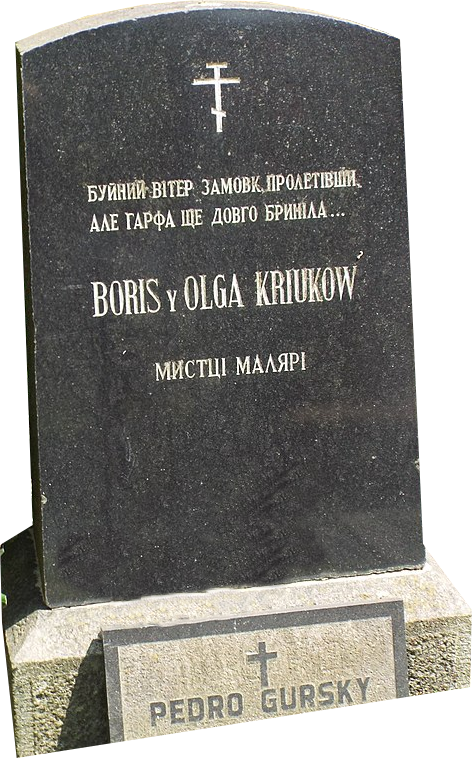 БУЙНИЙ ВІТЕР ЗАМОВК, ПРОЛЕТІВШИ,
АЛЕ ГАРФА ЩЕ ДОВГО БРИНІЛА...
BORIS Y OLGA KRIUKOW
МИСТЦІ МАЛЯРІ
PEDRO GURSKY